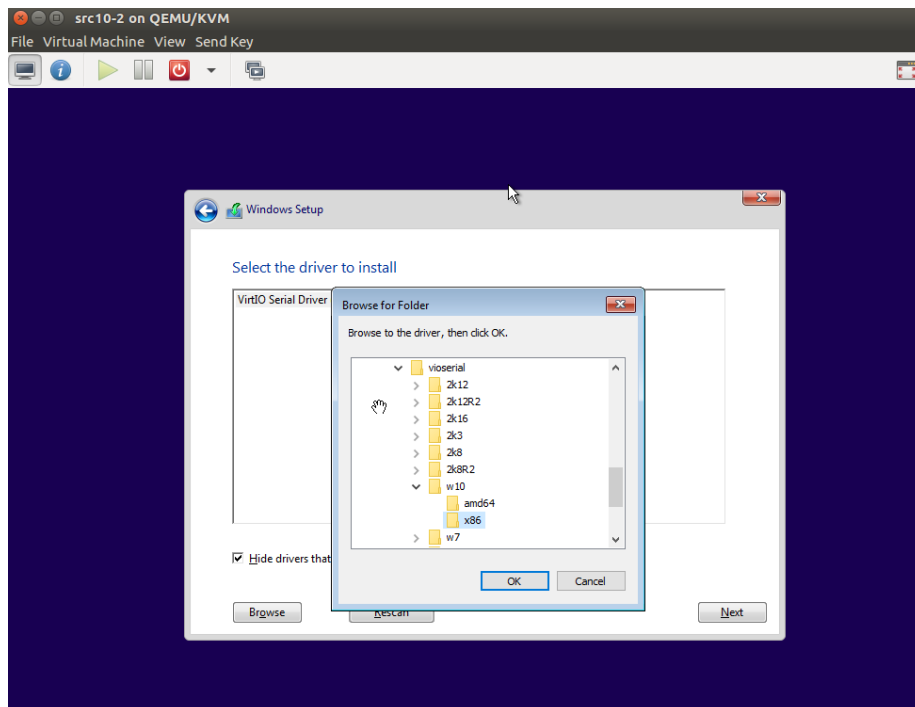 src10-2 on QEMU/KVM
File Virtual Machine View Send Key
Windows Setup
Select the driver to install
VirtIO Serial Driver
Browse for Folder
Browse to the driver, then click OK.
vioserial
2k12
2k12R2
2k16
2k3
2k8
2k8R2
w10
amd64
x86
w7
Hide drivers that
OK Cancel
Browse Rescan Next